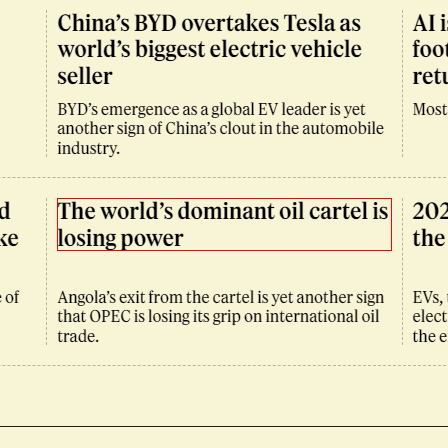 China's BYD overtakes Tesla as
world's biggest electric vehicle
seller
BYD's emergence as a global EV leader is yet
another sign of China's clout in the automobile
industry.
AI i
foo
retu
Most
d
ke
of
The world's dominant oil cartel is
losing power
Angola's exit from the cartel is yet another sign
that OPEC is losing its grip on international oil
trade.
202
the
EVs,
elect
the e